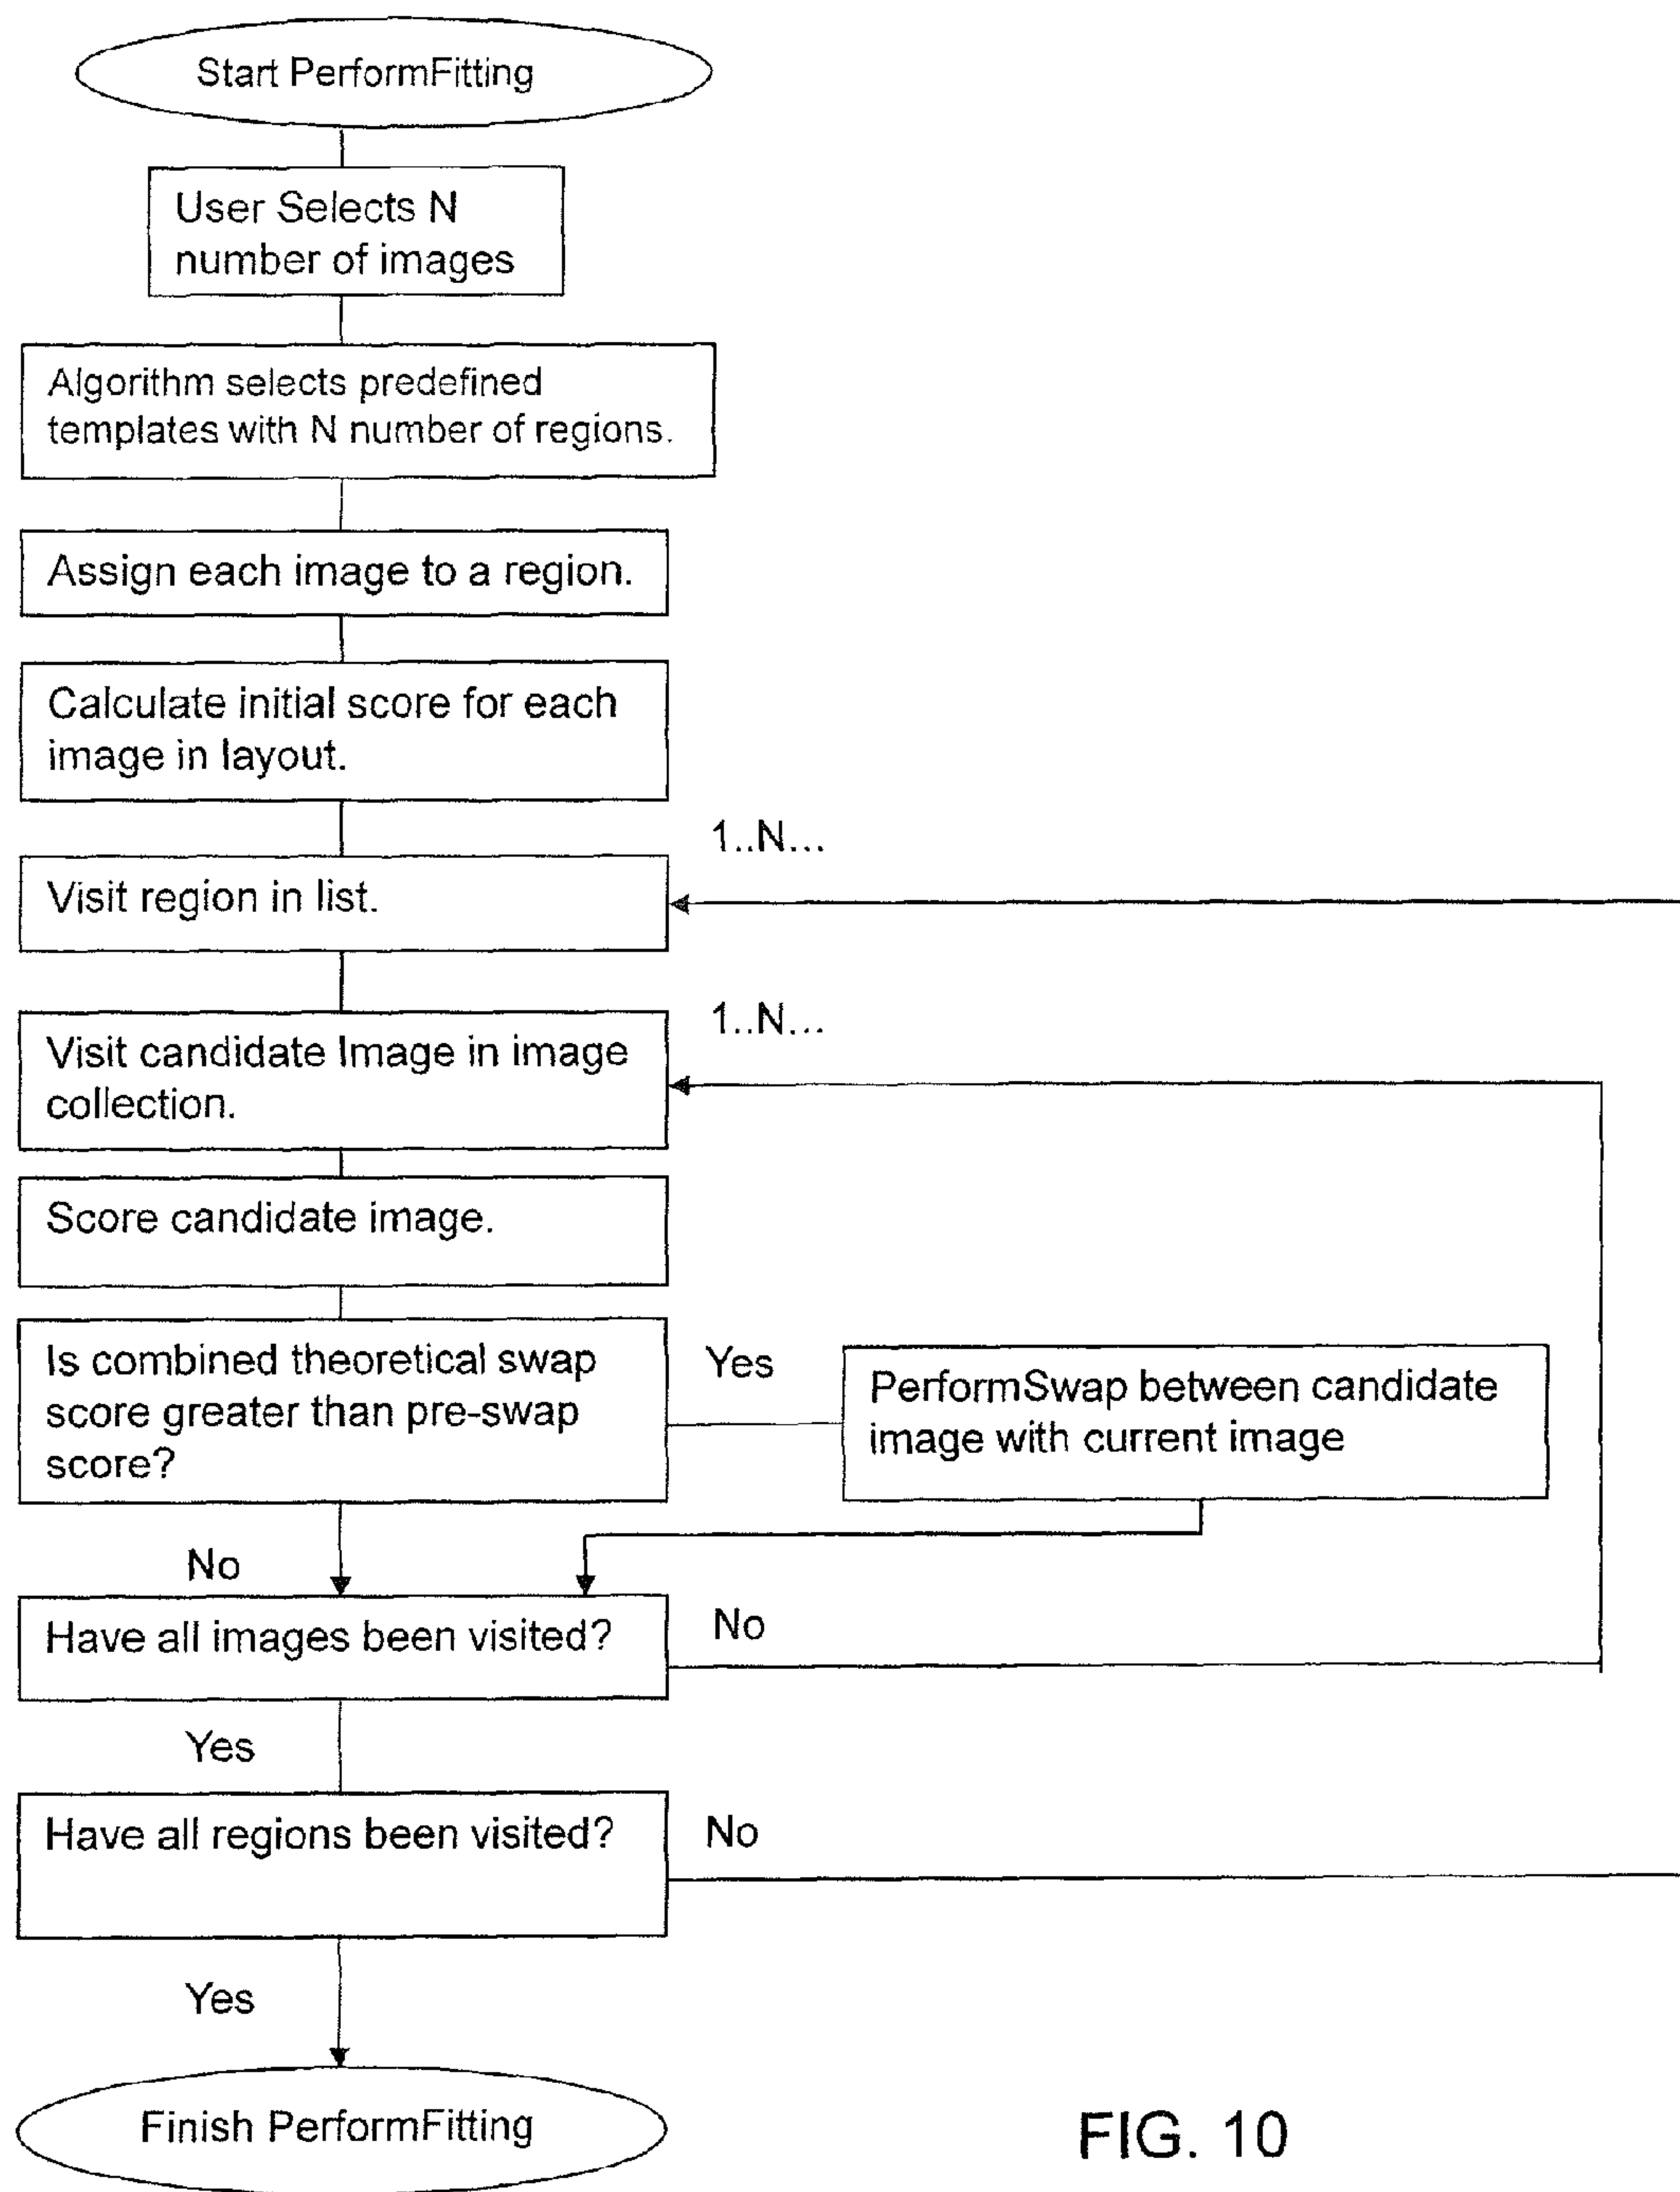 Start PerformFitting
User Selects N
number of images
Algorithm selects predefined
templates with N number of regions.
Assign each image to a region.
Calculate initial score for each
image in layout.
1..N...
Visit region in list.
1..N...
Visit candidate Image in image
collection.
Score candidate image.
Is combined theoretical swap
score greater than pre-swap
score?
Yes
PerformSwap between candidate
image with current image
No
Have all images been visited?
No
Yes
Have all regions been visited?
No
Yes
Finish PerformFitting
FIG. 10